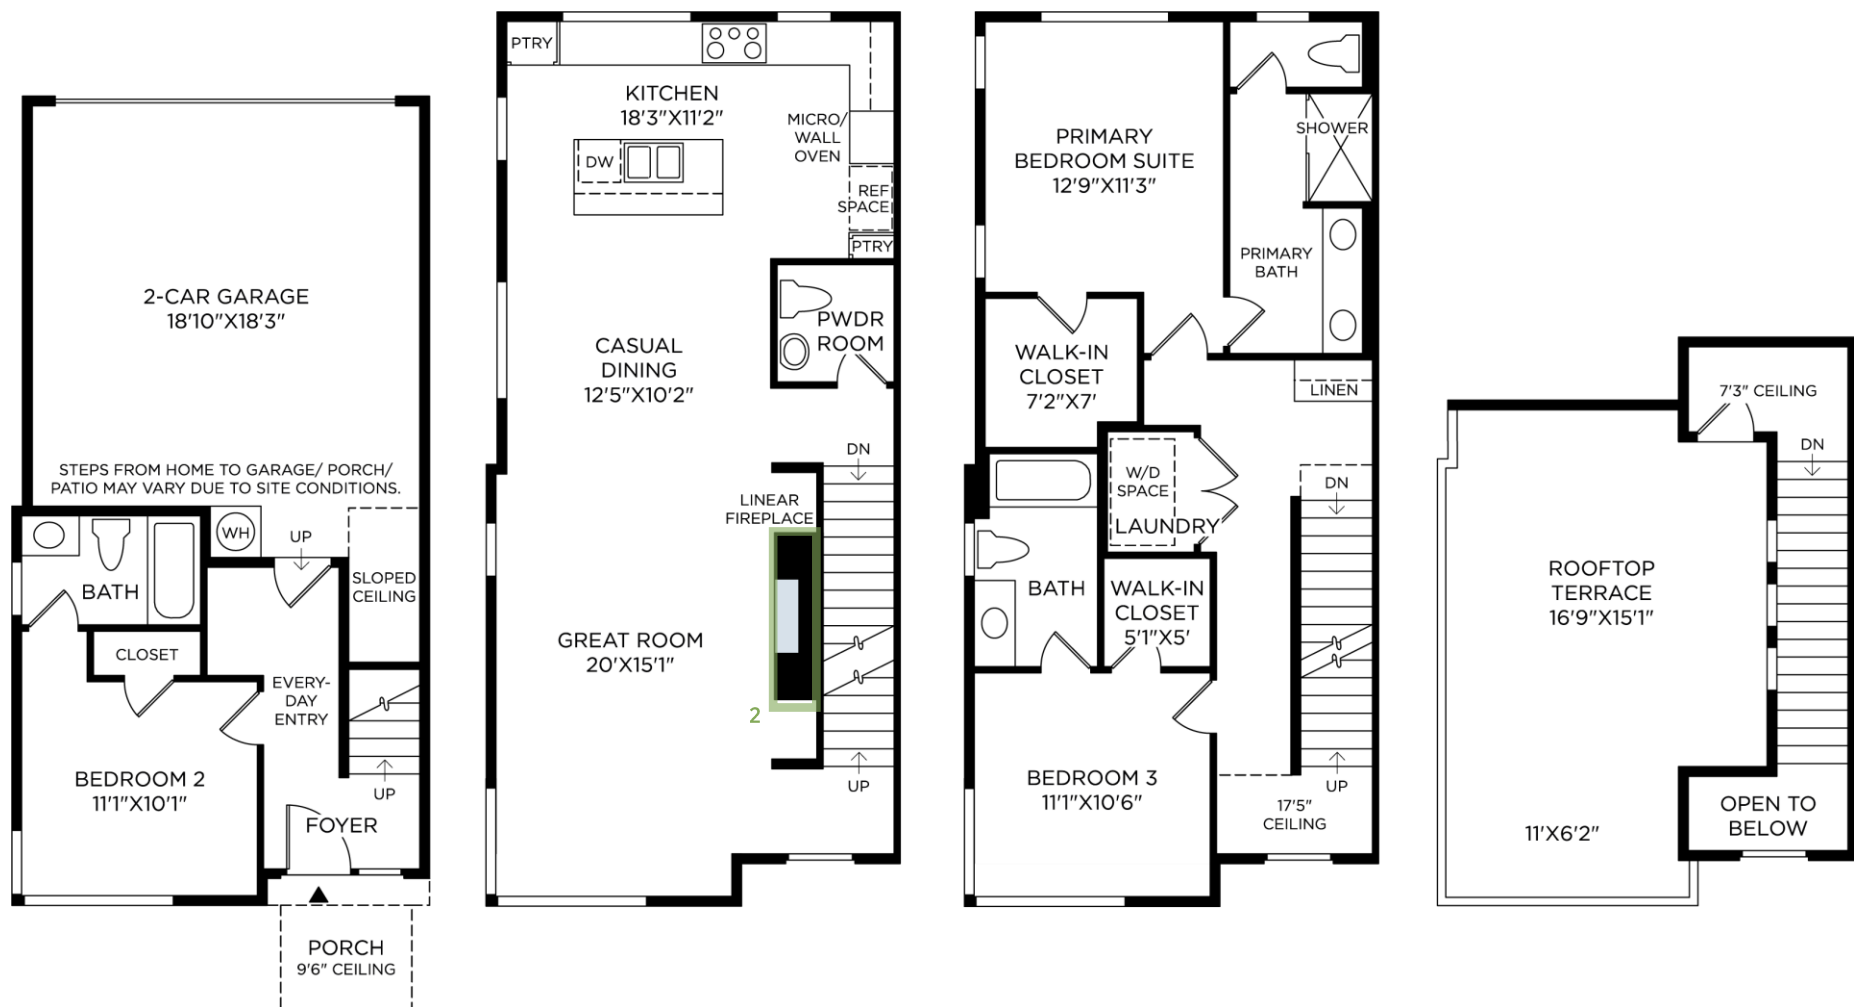 2-CAR GARAGE
18'10"X18'3"
STEPS FROM HOME TO GARAGE/ PORCH/
PATIO MAY VARY DUE TO SITE CONDITIONS.
WH
UP
SLOPED
CEILING
BATH
CLOSET
EVERY-
DAY
ENTRY
BEDROOM 2
11'1"X10'1"
UP
FOYER
PORCH
9'6" CEILING
PTRY
KITCHEN
18'3"X11'2"
MICRO/
WALL
OVEN
DW
REF
SPACE
PTRY
PWDR
ROOM
CASUAL
DINING
12'5"X10'2"
DN
LINEAR
FIREPLACE
GREAT ROOM
20'X15'1"
2
UP
PRIMARY
BEDROOM SUITE
12'9"X11'3"
SHOWER
PRIMARY
BATH
WALK-IN
CLOSET
7'2"X7'
LINEN
W/D
SPACE
LAUNDRY
DN
BATH
WALK-IN
CLOSET
5'1"X5'
BEDROOM 3
11'1"X10'6"
17'5"
CEILING
UP
7'3" CEILING
DN
ROOFTOP
TERRACE
16'9"X15'1"
11'X6'2"
OPEN TO
BELOW